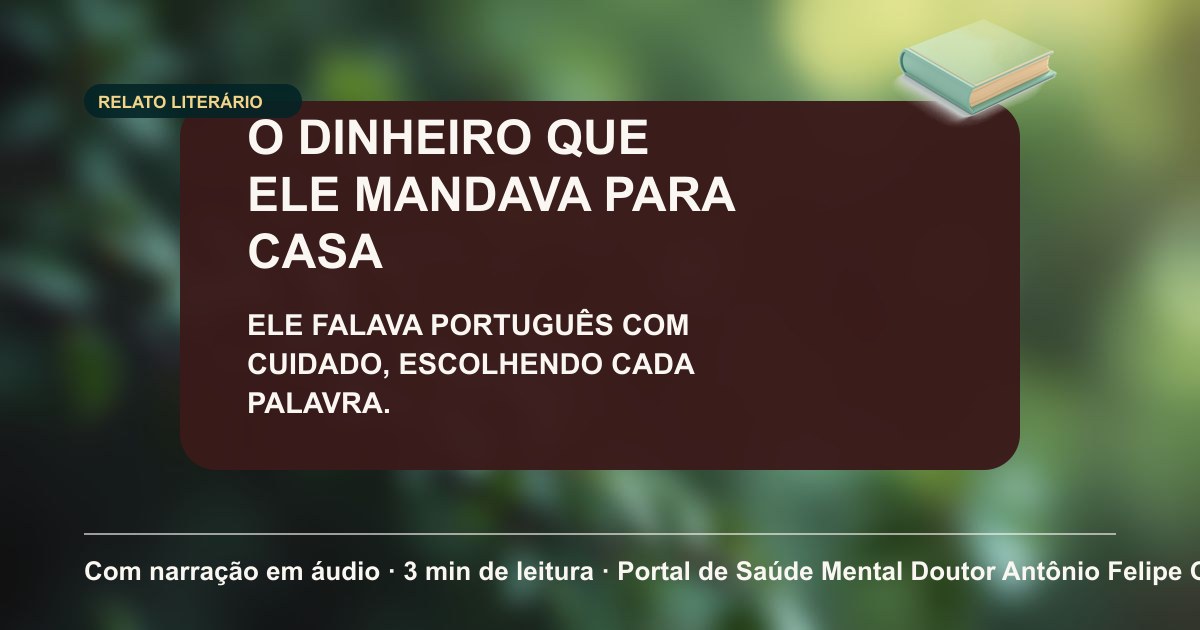 RELATO LITERÁRIO
O DINHEIRO QUE
ELE MANDAVA PARA
CASA
ELE FALAVA PORTUGUÊS COM
CUIDADO, ESCOLHENDO CADA
PALAVRA.
Com narração em áudio · 3 min de leitura · Portal de Saúde Mental Doutor Antônio Felipe